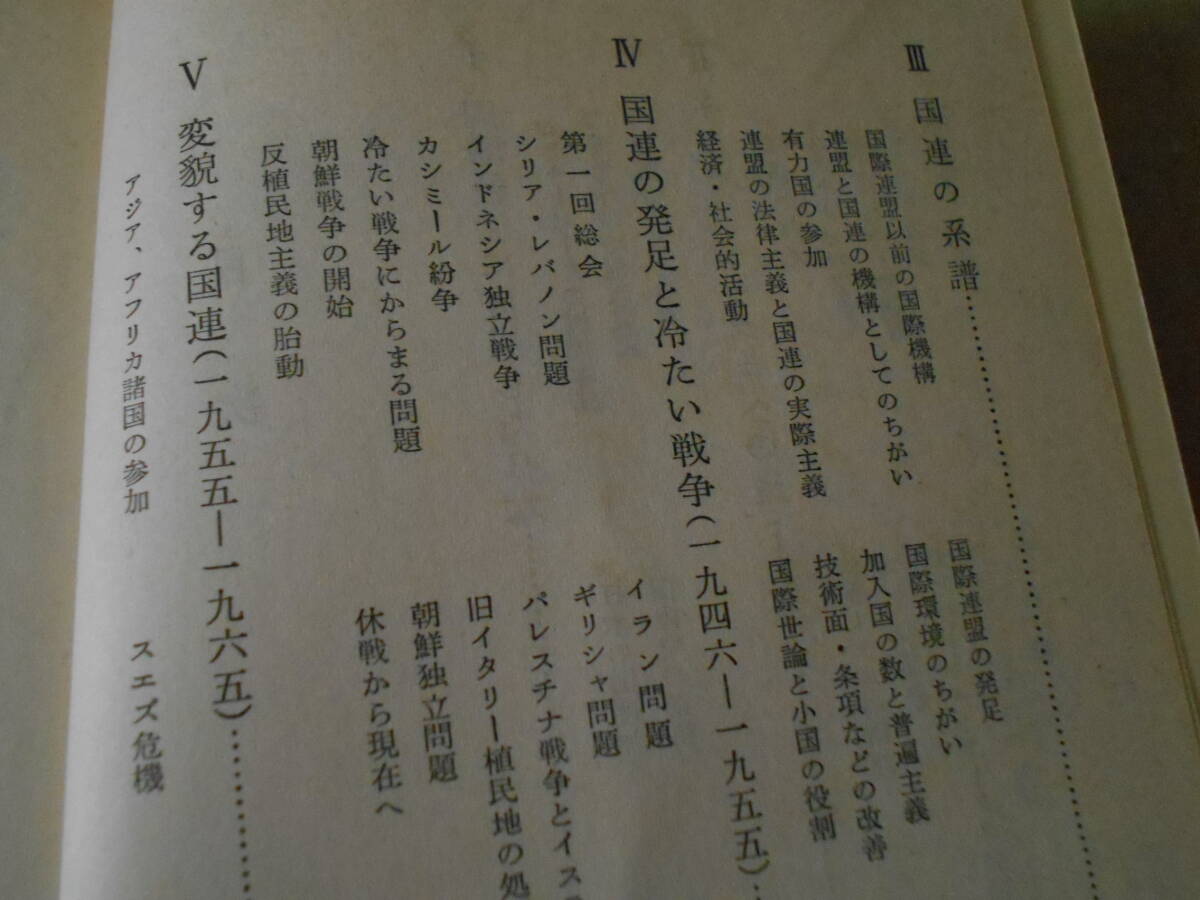 Ⅲ 国連の系譜……………………
国際連盟以前の国際機構
国際連盟の発足
連盟と国連の機構としてのちがい
国際環境のちがい
有力国の参加
加入国の数と普遍主義
連盟の法律主義と国連の実際主義
技術面・条項などの改善
経済・社会的活動
国際世論と小国の役割
Ⅳ 国連の発足と冷たい戦争(一九四六―一九五五)…
第一回総会
イラン問題
シリア・レバノン問題
ギリシャ問題
インドネシア独立戦争
パレスチナ戦争とイス
カシミール紛争
旧イタリー植民地の処
冷たい戦争にからまる問題
朝鮮独立問題
朝鮮戦争の開始
休戦から現在へ
反植民地主義の胎動
Ⅴ 変貌する国連(一九五五―一九六五)…………
アジア、アフリカ諸国の参加
スエズ危機